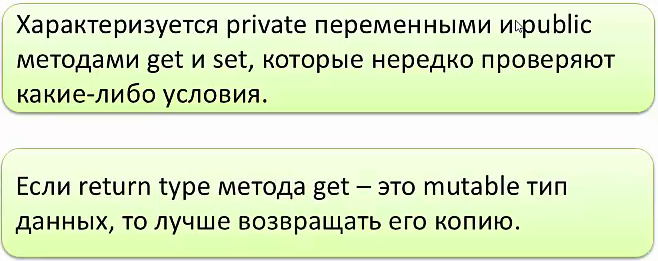 Характеризуется private переменными и public
методами get и set, которые нередко проверяют
какие-либо условия.
Если return type метода get – это mutable тип
данных, то лучше возвращать его копию.